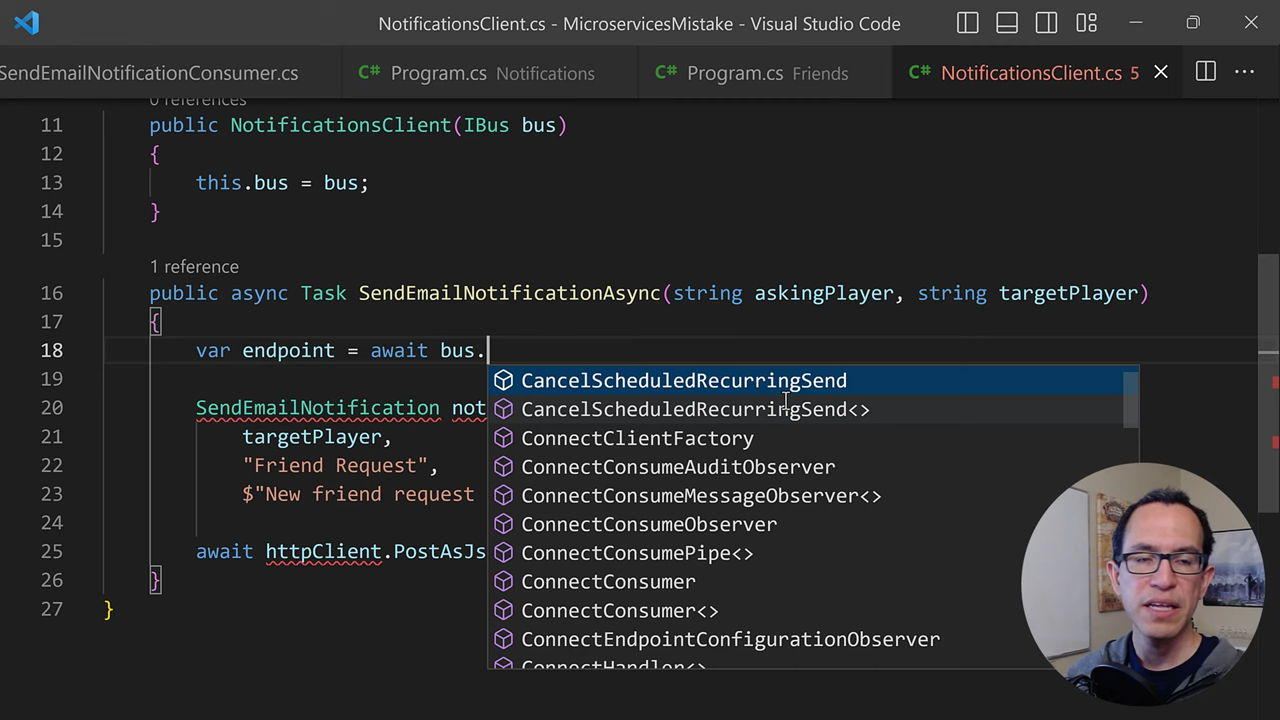 NotificationsClient.cs - MicroservicesMistake - Visual Studio Code
SendEmailNotificationConsumer.cs
C# Program.cs Notifications
C# Program.cs Friends
C# NotificationsClient.cs 5
0 references
11 public NotificationsClient(IBus bus)
12 {
13 this.bus = bus;
14 }
15
1 reference
16 public async Task SendEmailNotificationAsync(string askingPlayer, string targetPlayer)
17 {
18 var endpoint = await bus.
19
CancelScheduledRecurringSend
20 SendEmailNotification not
CancelScheduledRecurringSend<>
21 targetPlayer,
ConnectClientFactory
22 "Friend Request",
ConnectConsumeAuditObserver
23 $"New friend request
ConnectConsumeMessageObserver<>
24
ConnectConsumeObserver
25 await httpClient.PostAsJs
ConnectConsumePipe<>
26 }
ConnectConsumer
27 }
ConnectConsumer<>
ConnectEndpointConfigurationObserver
ConnectHandler<>